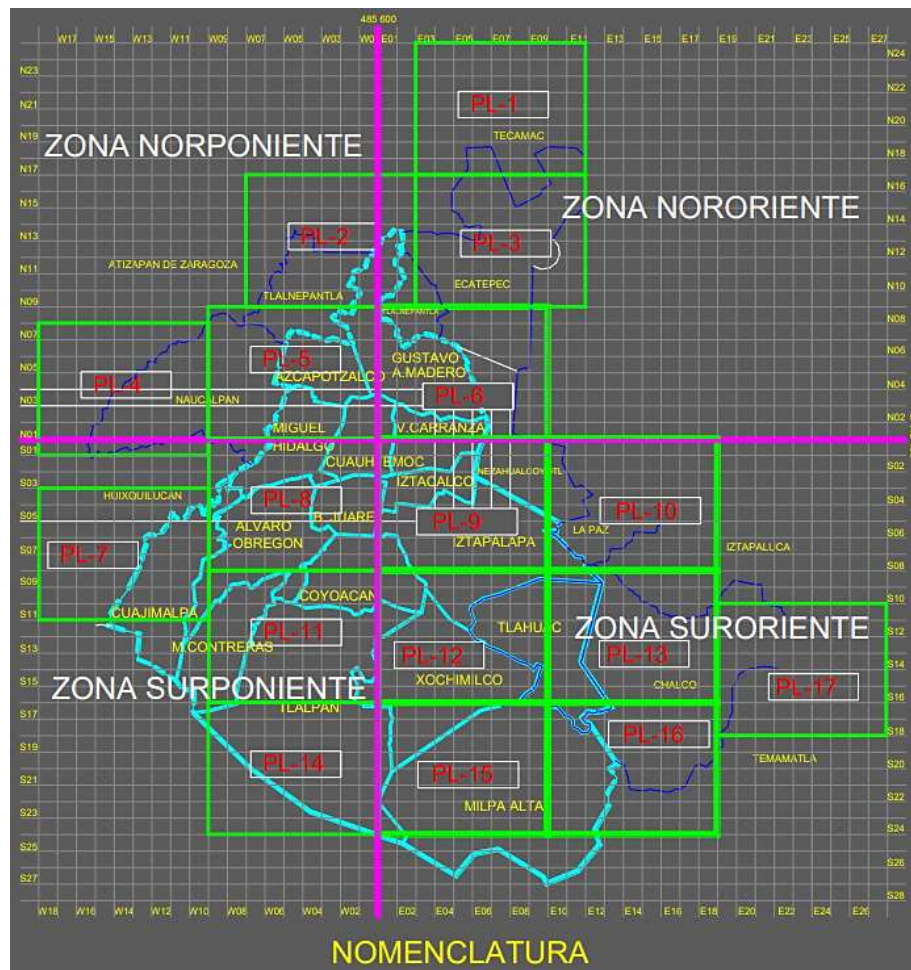 485 600
W17 W15 W13 W11 W09 W07 W05 W03 W0 E01 E03 E05 E07 E09 E11 E13 E15 E17 E19 E21 E23 E25 E27
N24
N23
N22
PL-1
N21
N20
TECAMAC
N19
ZONA NORPONIENTE
N18
N17
N16
ZONA NORORIENTE
N15
N14
PL-2
PL-3
N13
N12
ATIZAPAN DE ZARAGOZA
N11
ECATEPEC
N10
TLALNEPANTLA
N09
TLALNEPANTLA
N08
N07
GUSTAVO
N06
PL-5
A.MADERO
AZCAPOTZALCO
N05
PL-4
PL-6
N04
NAUCALPAN
N03
N02
MIGUEL
V.CARRANZA
N01
HIDALGO
S01
CUAUHTEMOC
S02
NEZAHUALCOYOTL
IZTACALCO
S03
HUIXQUILUCAN
PL-8
S04
PL-10
B. JUARE
PL-9
S05
ALVARO
LA PAZ
OBREGON
IZTAPALAPA
S06
IZTAPALUCA
S07
PL-7
S08
S09
COYOACAN
S10
CUAJIMALPA
S11
TLAHUAC
ZONA SURORIENTE
S12
PL-11
M.CONTRERAS
S13
PL-12
PL-13
S14
XOCHIMILCO
CHALCO
PL-17
S15
ZONA SURPONIENTE
S16
TLALPAN
S17
PL-16
S18
S19
TEMAMATLA
PL-14
S20
PL-15
S21
S22
MILPA ALTA
S23
S24
S25
S26
S27
S28
W18 W16 W14 W12 W10 W08 W06 W04 W02 E02 E04 E06 E08 E10 E12 E14 E16 E18 E20 E22 E24 E26
NOMENCLATURA